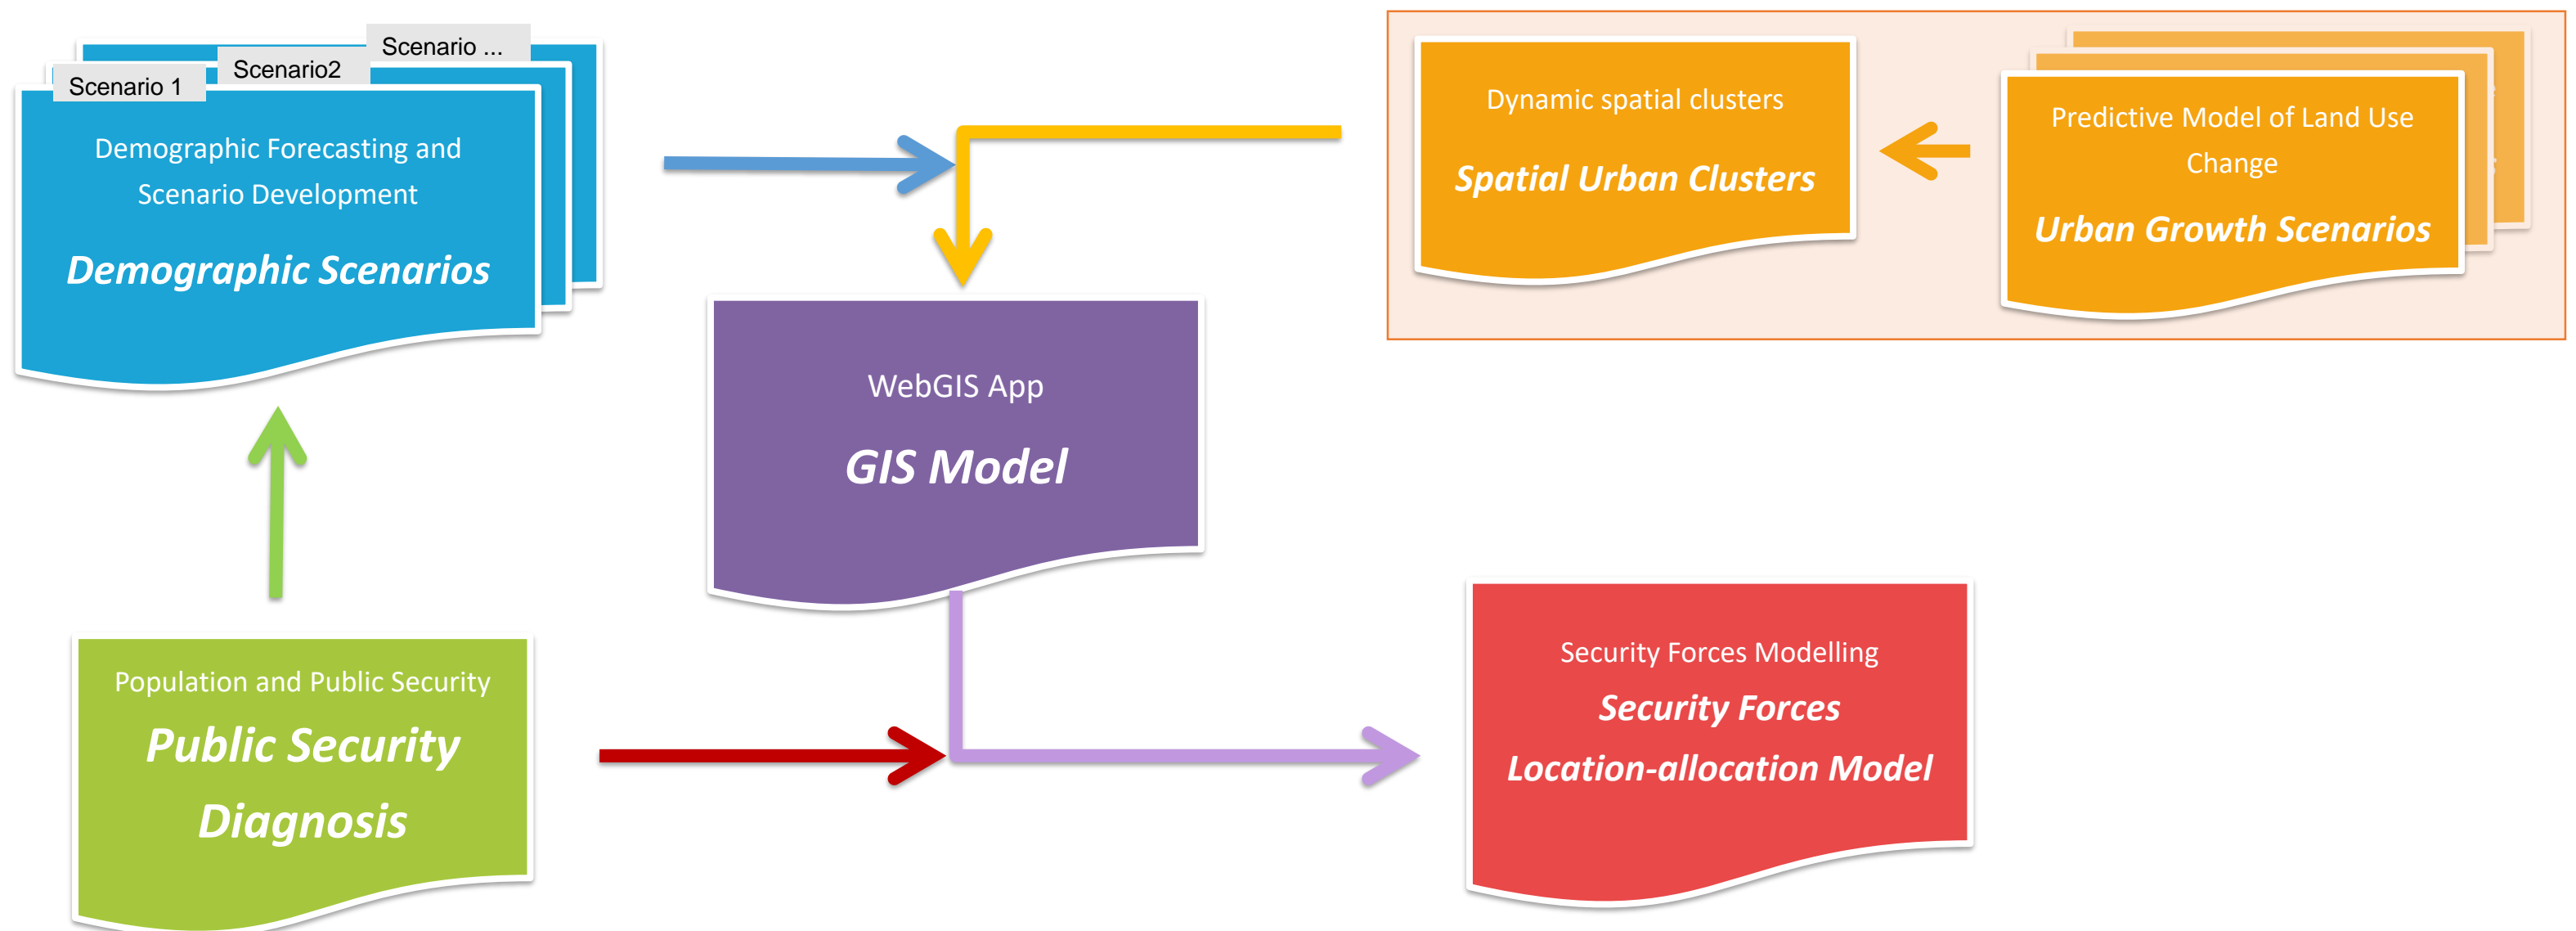 Scenario 1
Scenario2
Scenario ...
Demographic Forecasting and
Scenario Development
Demographic Scenarios
Dynamic spatial clusters
Spatial Urban Clusters
Predictive Model of Land Use
Change
Urban Growth Scenarios
WebGIS App
GIS Model
Population and Public Security
Public Security
Diagnosis
Security Forces Modelling
Security Forces
Location-allocation Model